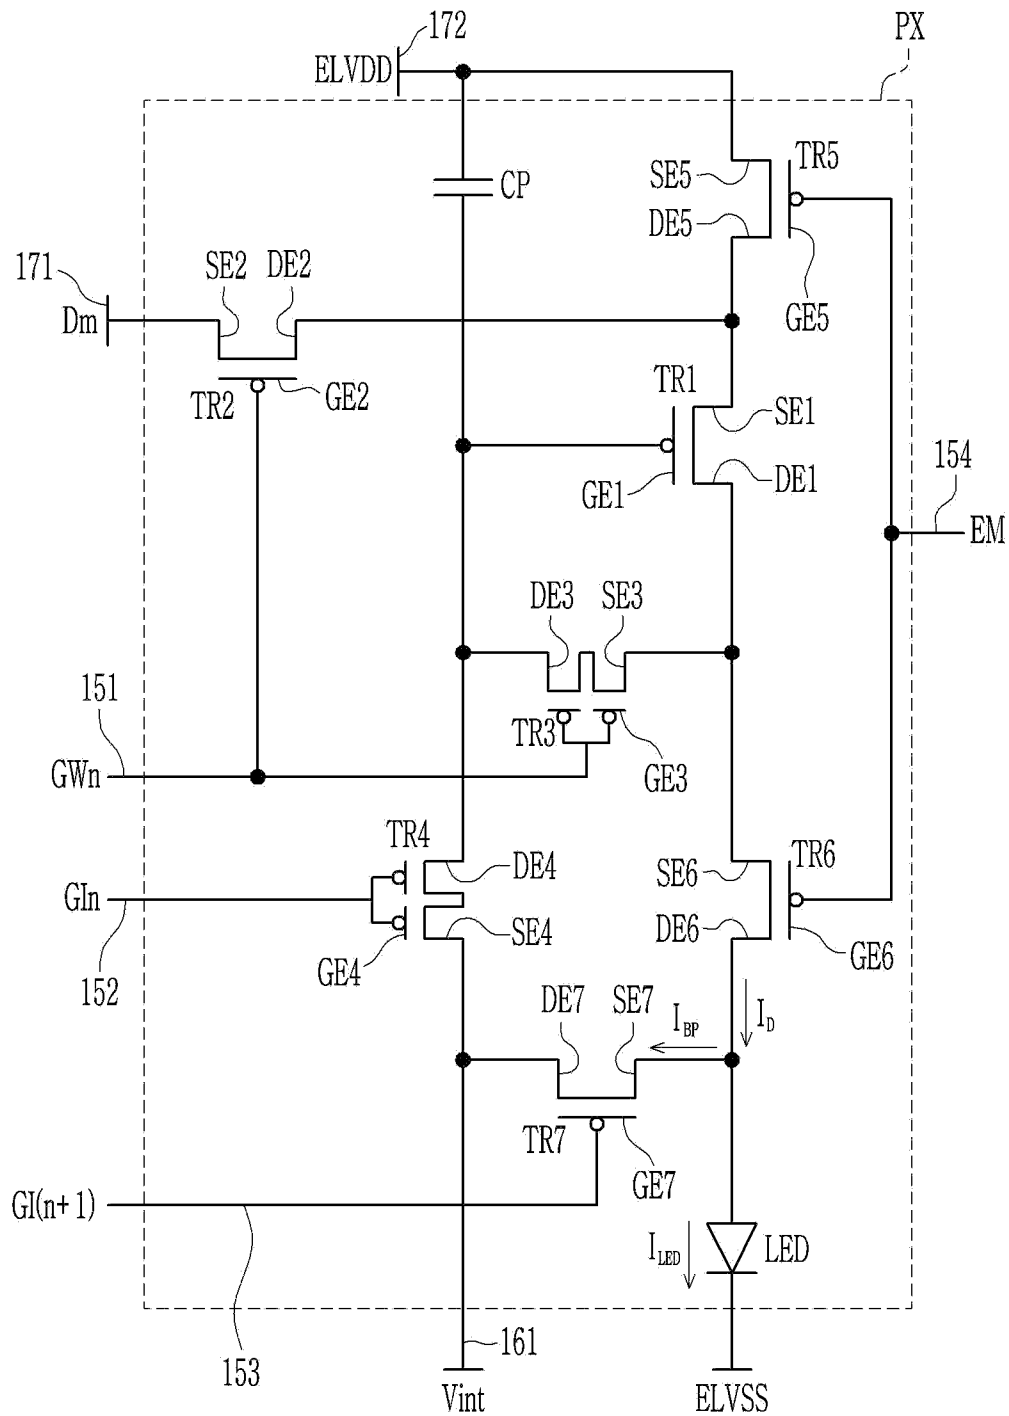 172
PX
ELVDD
TR5
SE5
CP
DE5
171
SE2
DE2
GE5
Dm
TR1
TR2
GE2
SE1
154
GE1
DE1
EM
DE3
SE3
151
TR3
GWn
GE3
TR4
TR6
DE4
SE6
GIn
SE4
DE6
GE4
GE6
152
DE7
SE7
IBP
ID
TR7
GE7
GI(n+1)
ILED
LED
161
153
Vint
ELVSS